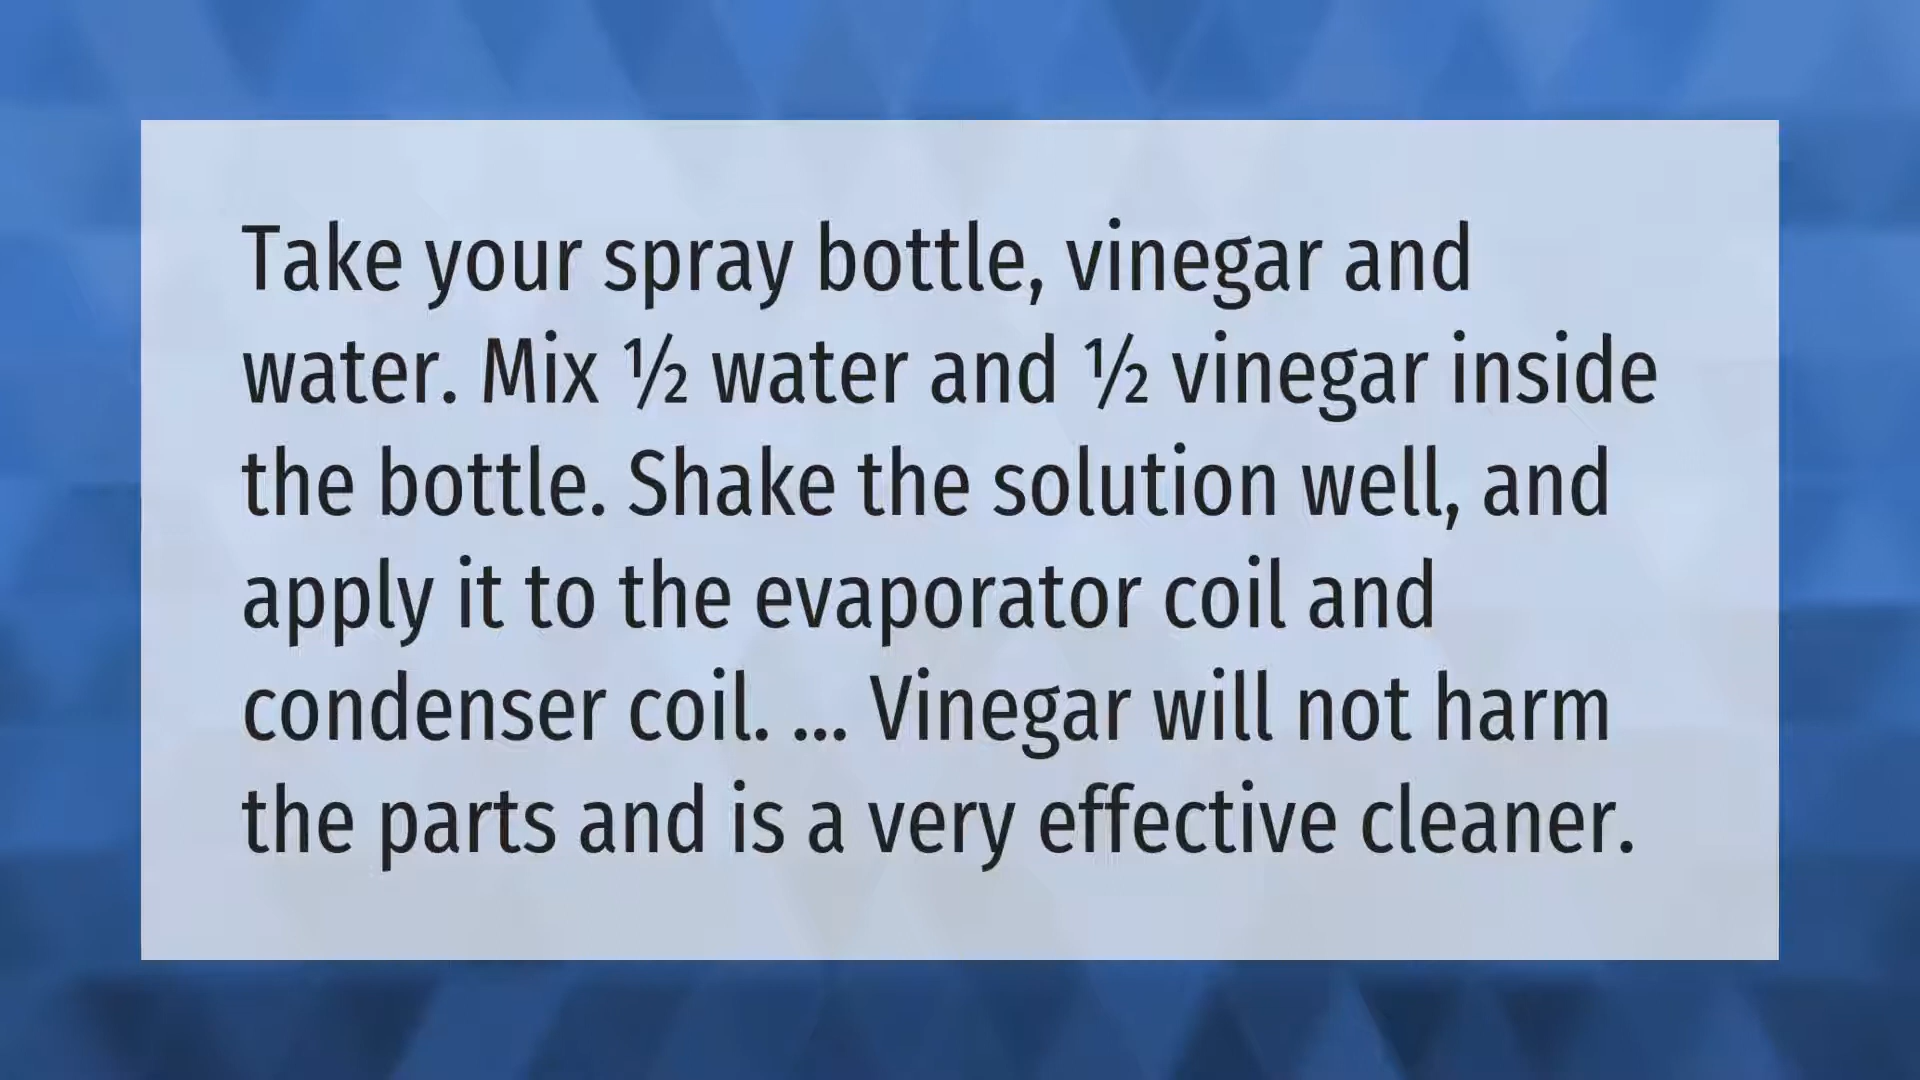 Take your spray bottle, vinegar and
water. Mix ½ water and ½ vinegar inside
the bottle. Shake the solution well, and
apply it to the evaporator coil and
condenser coil. ... Vinegar will not harm
the parts and is a very effective cleaner.